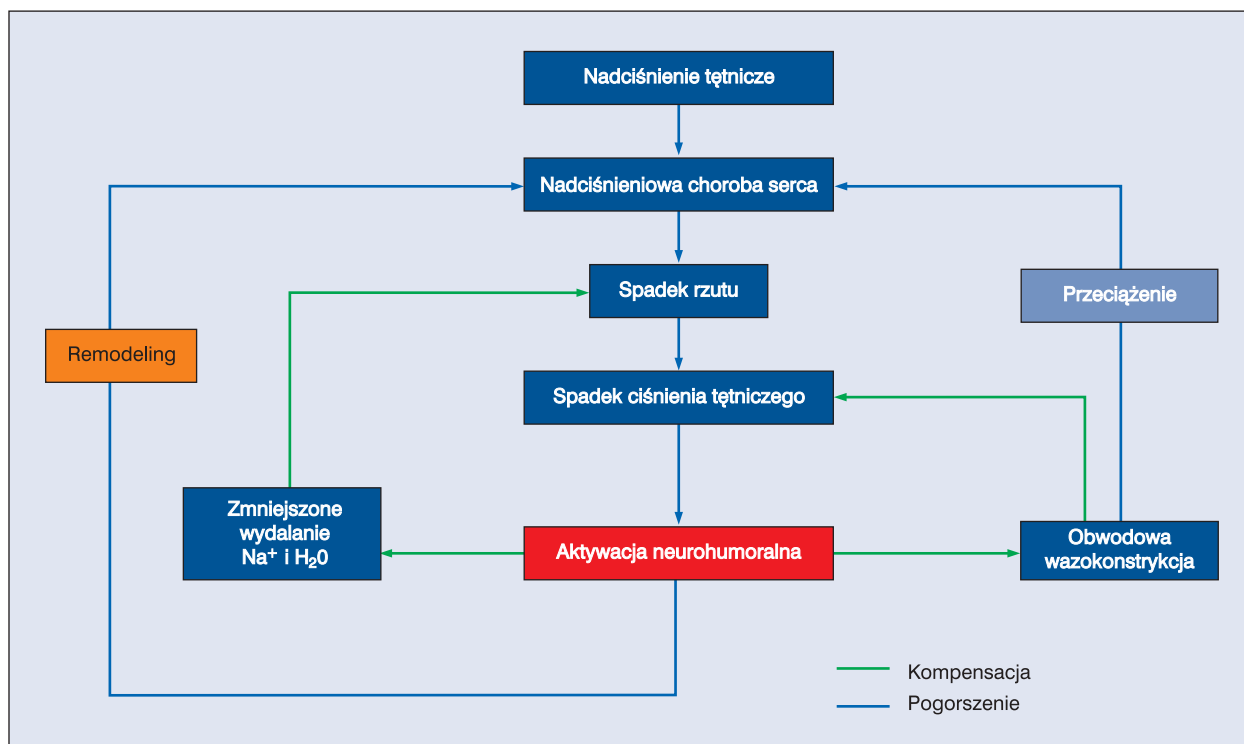 Nadciśnienie tętnicze
Nadciśnieniowa choroba serca
Spadek rzutu
Przeciążenie
Remodeling
Spadek ciśnienia tętniczego
Zmniejszone
wydalanie
Na⁺ i H₂0
Aktywacja neurohumoralna
Obwodowa
wazokonstrykcja
Kompensacja
Pogorszenie